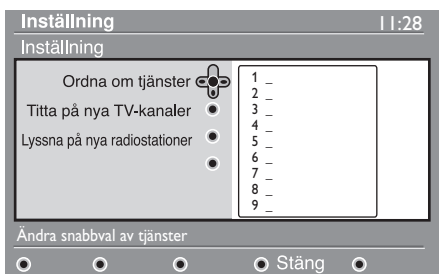 Inställning 11:28
Inställning
Ordna om tjänster
Titta på nya TV-kanaler
Lyssna på nya radiostationer
1 _
2 _
3 _
4 _
5 _
6 _
7 _
8 _
9 _
Ändra snabbval av tjänster
Stäng